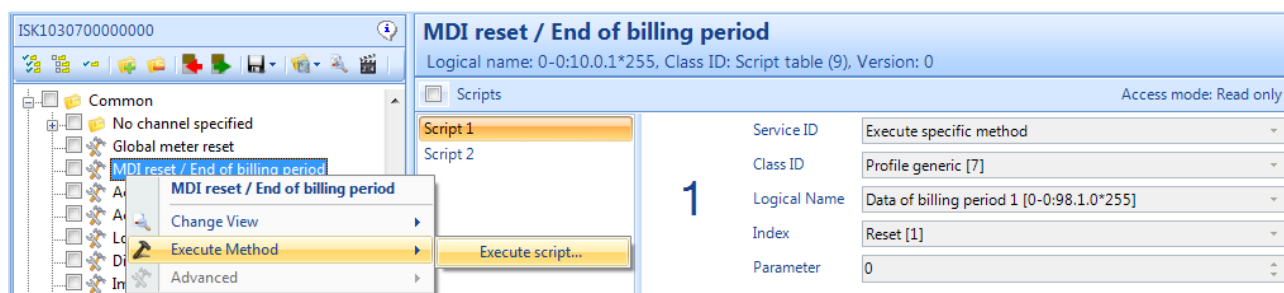 ISK1030700000000
Common
No channel specified
Global meter reset
MDI reset / End of billing period
MDI reset / End of billing period
Change View
Execute Method
Execute script...
Advanced
MDI reset / End of billing period
Logical name: 0-0:10.0.1*255, Class ID: Script table (9), Version: 0
Scripts
Access mode: Read only
Script 1
Script 2
1
Service ID
Execute specific method
Class ID
Profile generic [7]
Logical Name
Data of billing period 1 [0-0:98.1.0*255]
Index
Reset [1]
Parameter
0